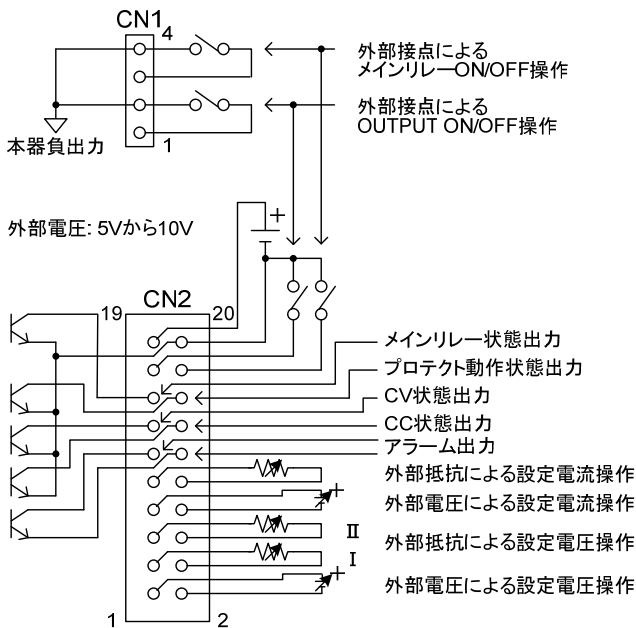 CN1
4
外部接点による
メインリレーON/OFF操作
外部接点による
OUTPUT ON/OFF操作
1
本器負出力
+
外部電圧: 5Vから10V
CN2
19
20
メインリレー状態出力
プロテクト動作状態出力
CV状態出力
CC状態出力
アラーム出力
外部抵抗による設定電流操作
+
外部電圧による設定電流操作
II
外部抵抗による設定電圧操作
I
+
外部電圧による設定電圧操作
1
2